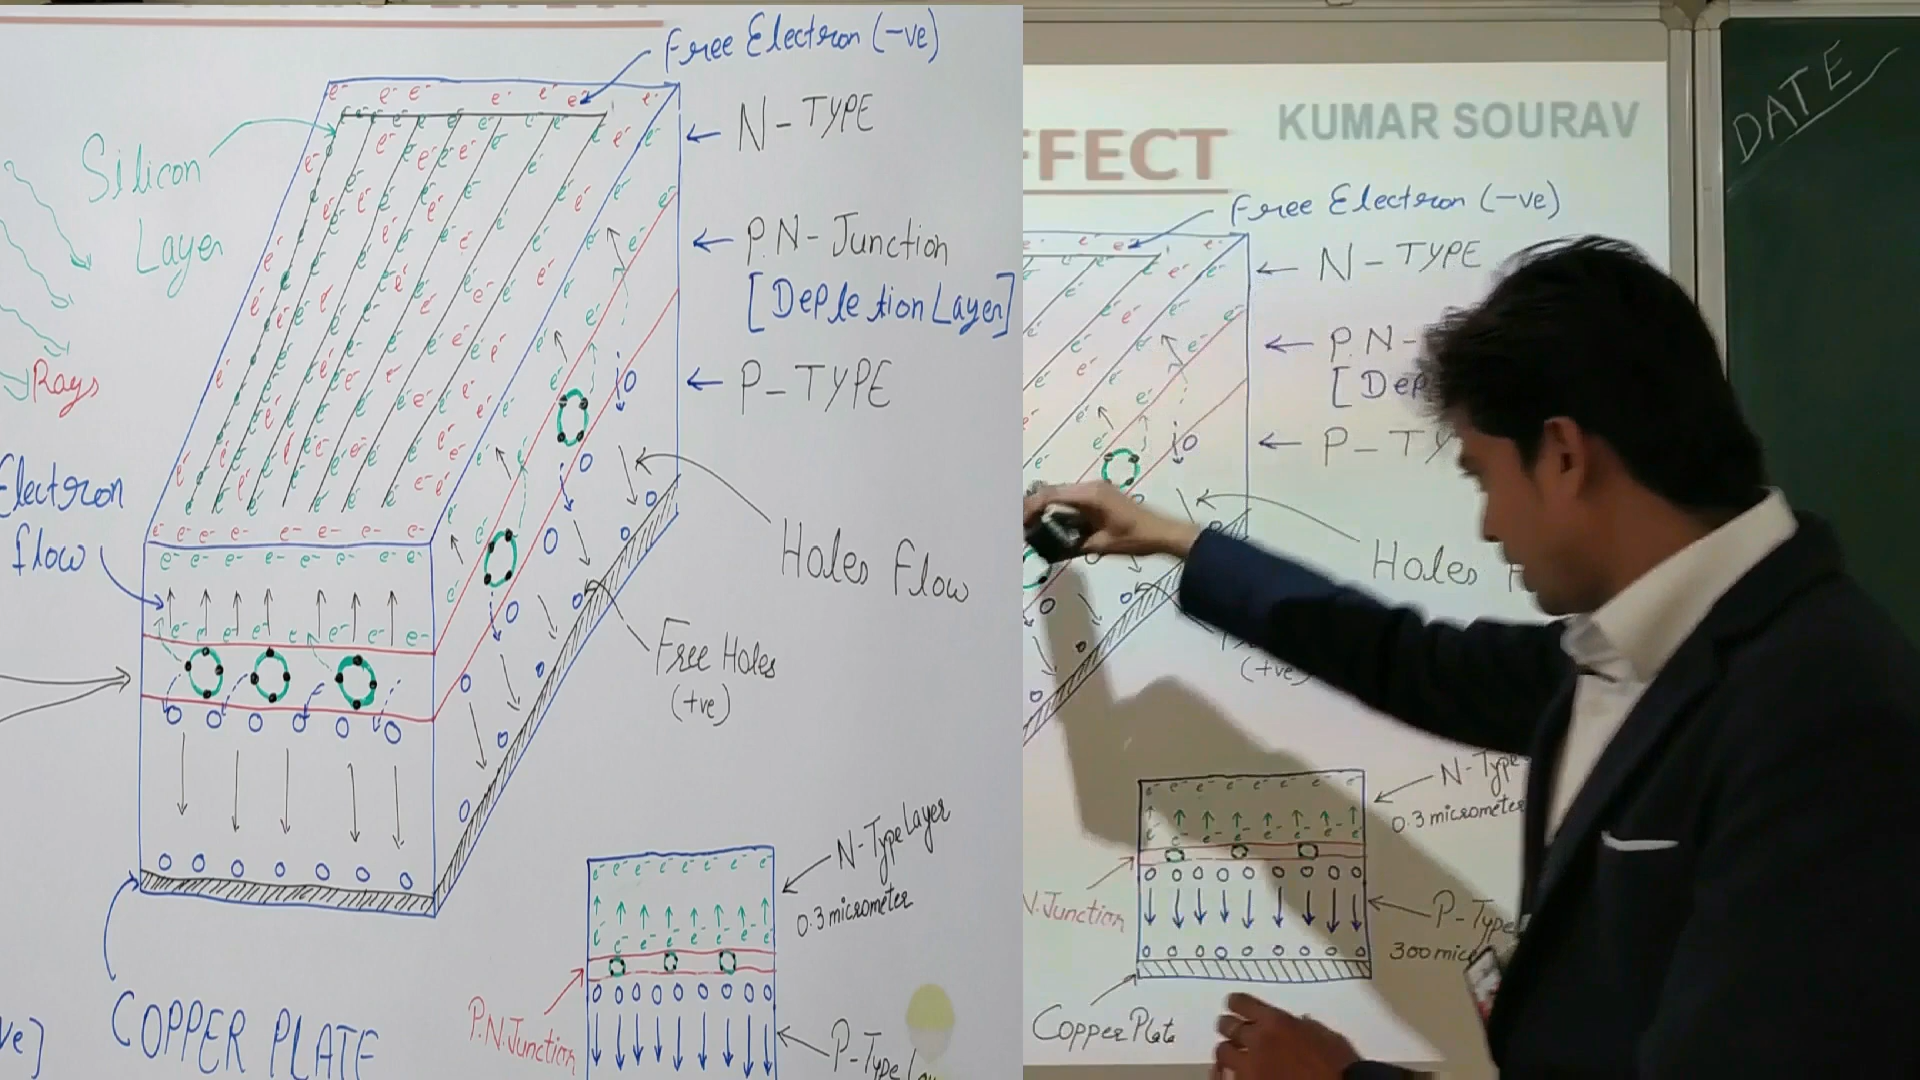 Free Electron (-ve)
N-TYPE
Silicon
Layer
P.N-Junction
[Depletion Layer]
P-TYPE
Rays
Electron
flow
Holes Flow
Free Holes
(+ve)
N-Type Layer
0.3 micrometer
P.N.Junction
COPPER PLATE
ve]
P-Type
KUMAR SOURAV
FFECT
Free Electron (-ve)
N-TYPE
P.N-
[Dep
P-TY
Holes F
(+ve)
N-Type
0.3 micrometer
N.Junction
P-Type
300 mic
Copper Plate
DATE